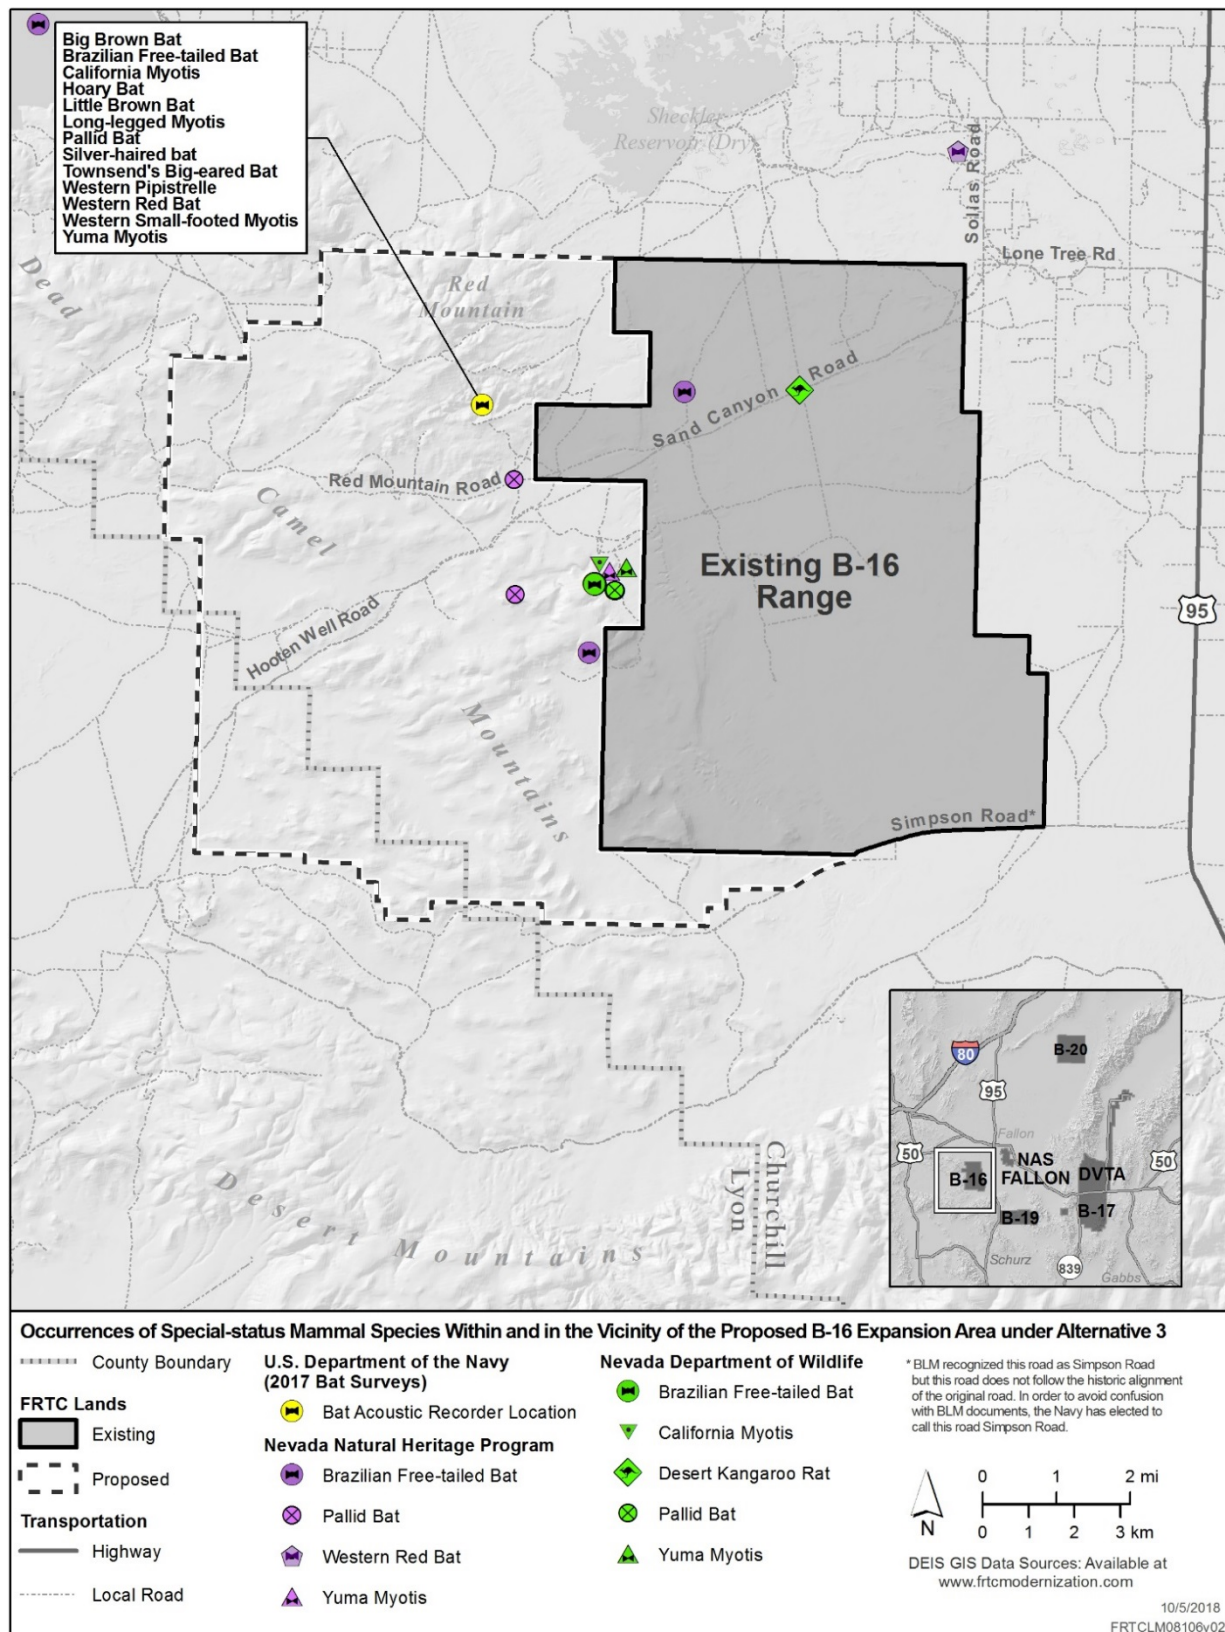 Big Brown Bat
Brazilian Free-tailed Bat
California Myotis
Hoary Bat
Little Brown Bat
Long-legged Myotis
Pallid Bat
Silver-haired bat
Townsend's Big-eared Bat
Western Pipistrelle
Western Red Bat
Western Small-footed Myotis
Yuma Myotis
Sheckler
Reservoir (Dry)
Solias Road
Lone Tree Rd
Dead
Red
Mountain
Sand Canyon Road
Red Mountain Road
Camel
Mountains
Existing B-16
Range
95
Hooten Well Road
Simpson Road*
Churchill
Lyon
Desert Mountains
80
B-20
95
Fallon
50
NAS
FALLON
DVTA
50
B-16
B-19
B-17
Schurz
839
Gabbs
Occurrences of Special-status Mammal Species Within and in the Vicinity of the Proposed B-16 Expansion Area under Alternative 3
County Boundary
FRTC Lands
Existing
Proposed
Transportation
Highway
Local Road
U.S. Department of the Navy
(2017 Bat Surveys)
Bat Acoustic Recorder Location
Nevada Natural Heritage Program
Brazilian Free-tailed Bat
Pallid Bat
Western Red Bat
Yuma Myotis
Nevada Department of Wildlife
Brazilian Free-tailed Bat
California Myotis
Desert Kangaroo Rat
Pallid Bat
Yuma Myotis
* BLM recognized this road as Simpson Road
but this road does not follow the historic alignment
of the original road. In order to avoid confusion
with BLM documents, the Navy has elected to
call this road Simpson Road.
N
0 1 2 mi
0 1 2 3 km
DEIS GIS Data Sources: Available at
www.frtcmodernization.com
10/5/2018
FRTCLM08106v02